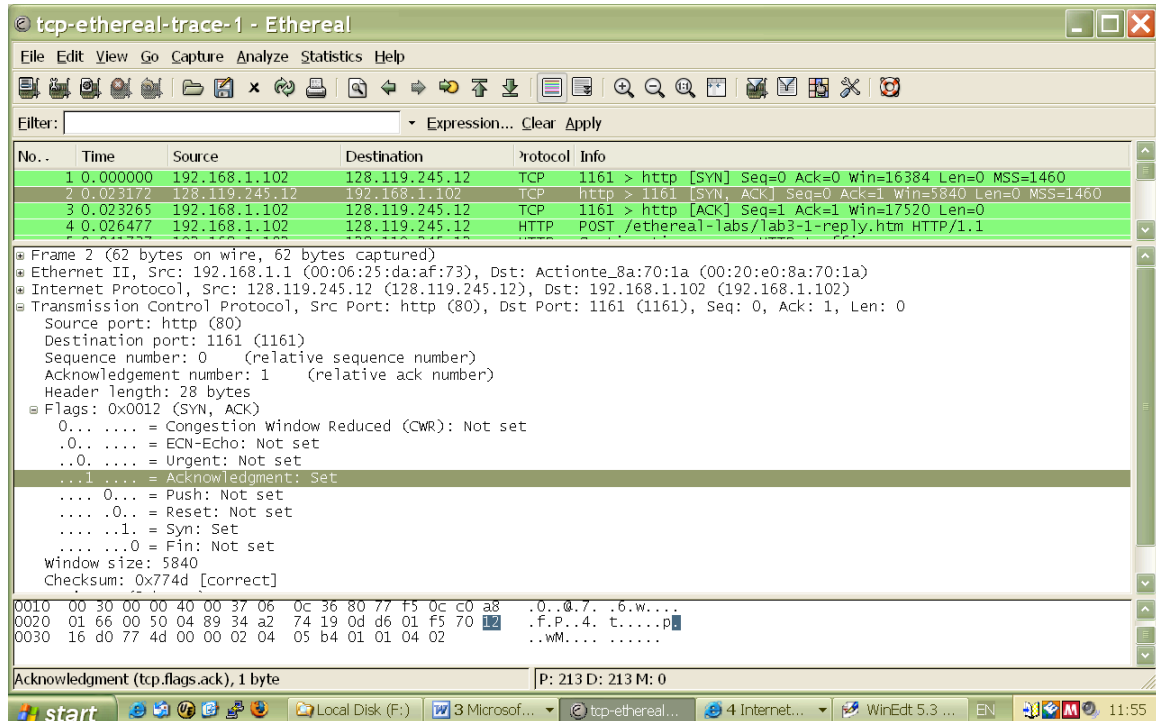 tcp-ethereal-trace-1 - Ethereal
File Edit View Go Capture Analyze Statistics Help
Filter: Expression... Clear Apply
No. . Time Source Destination Protocol Info
1 0.000000 192.168.1.102 128.119.245.12 TCP 1161 > http [SYN] Seq=0 Ack=0 Win=16384 Len=0 MSS=1460
2 0.023172 128.119.245.12 192.168.1.102 TCP http > 1161 [SYN, ACK] Seq=0 Ack=1 Win=5840 Len=0 MSS=1460
3 0.023265 192.168.1.102 128.119.245.12 TCP 1161 > http [ACK] Seq=1 Ack=1 Win=17520 Len=0
4 0.026477 192.168.1.102 128.119.245.12 HTTP POST /ethereal-labs/lab3-1-reply.htm HTTP/1.1
Frame 2 (62 bytes on wire, 62 bytes captured)
Ethernet II, Src: 192.168.1.1 (00:06:25:da:af:73), Dst: Actionte_8a:70:1a (00:20:e0:8a:70:1a)
Internet Protocol, Src: 128.119.245.12 (128.119.245.12), Dst: 192.168.1.102 (192.168.1.102)
Transmission Control Protocol, Src Port: http (80), Dst Port: 1161 (1161), Seq: 0, Ack: 1, Len: 0
Source port: http (80)
Destination port: 1161 (1161)
Sequence number: 0 (relative sequence number)
Acknowledgement number: 1 (relative ack number)
Header length: 28 bytes
Flags: 0x0012 (SYN, ACK)
0... .... = Congestion Window Reduced (CWR): Not set
.0.. .... = ECN-Echo: Not set
..0. .... = Urgent: Not set
...1 .... = Acknowledgment: Set
.... 0... = Push: Not set
.... .0.. = Reset: Not set
.... ..1. = Syn: Set
.... ...0 = Fin: Not set
Window size: 5840
Checksum: 0x774d [correct]
0010 00 30 00 00 40 00 37 06 0c 36 80 77 f5 0c c0 a8 .0..@.7. .6.w....
0020 01 66 00 50 04 89 34 a2 74 19 0d d6 01 f5 70 12 .f.P..4. t.....p.
0030 16 d0 77 4d 00 00 02 04 05 b4 01 01 04 02 ..wM.... ......
Acknowledgment (tcp.flags.ack), 1 byte P: 213 D: 213 M: 0
start Local Disk (F:) 3 Microsof... tcp-ethereal... 4 Internet... WinEdt 5.3 ... EN 11:55